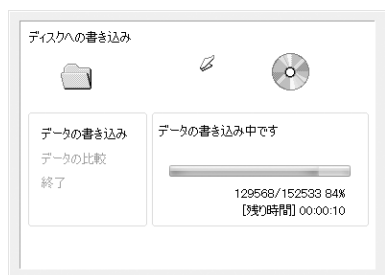 ディスクへの書き込み
データの書き込み
データの比較
終了
データの書き込み中です
129568/152533 84%
[残り時間] 00:00:10